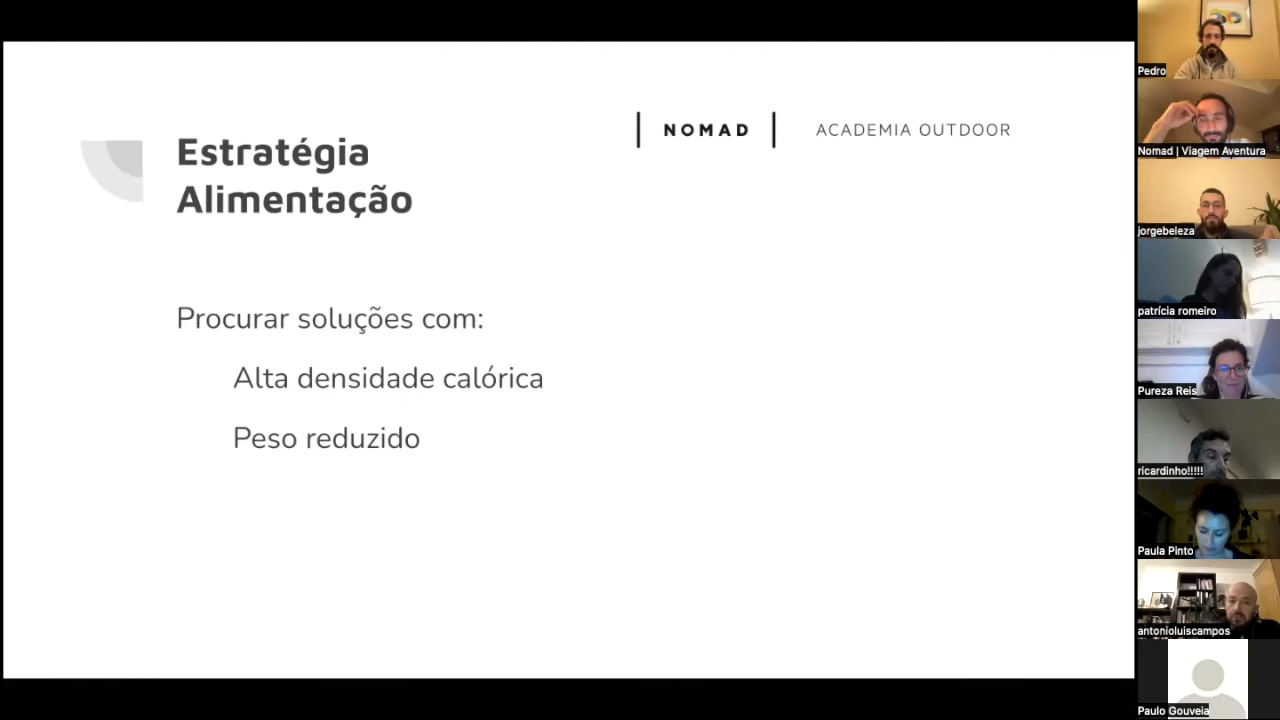 Estratégia
Alimentação
NOMAD
ACADEMIA OUTDOOR
Procurar soluções com:
Alta densidade calórica
Peso reduzido
Pedro
Nomad | Viagem Aventura
jorgebeleza
patrícia romeiro
Pureza Reis
ricardinho!!!!!
Paula Pinto
antonioluiscampos
Paulo Gouveia